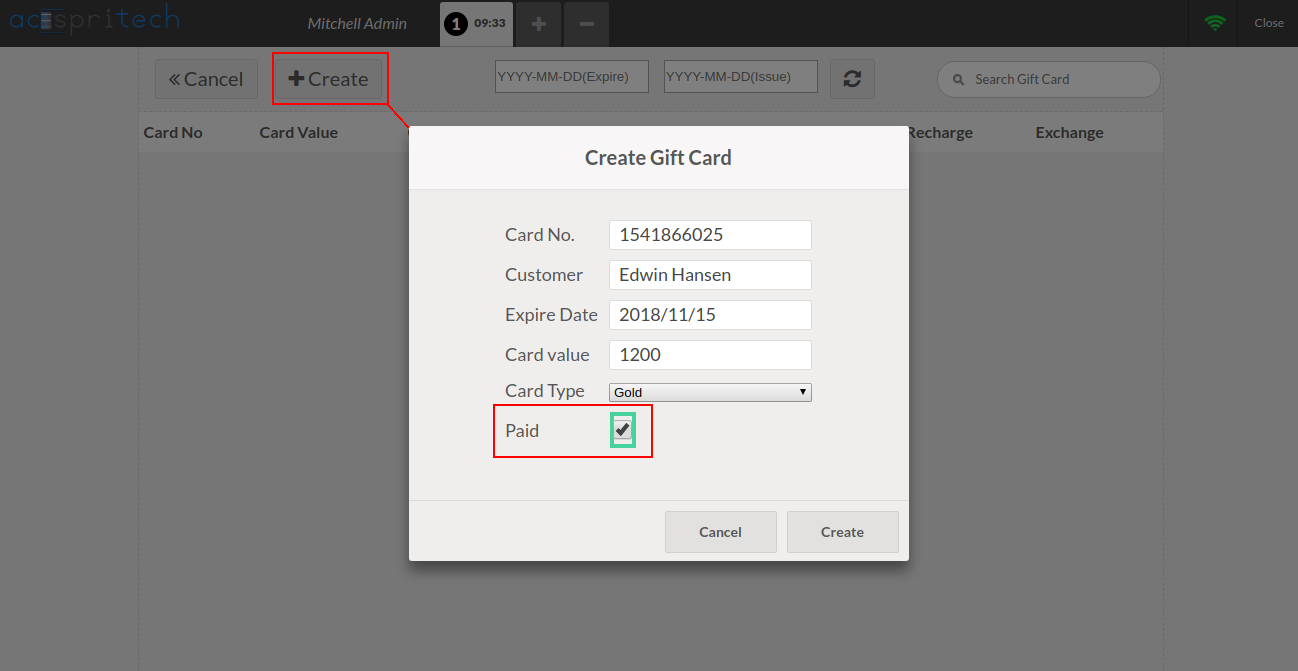 acespritech Mitchell Admin 1 09:33 Close
Cancel Create YYYY-MM-DD(Expire) YYYY-MM-DD(Issue) Search Gift Card
Card No Card Value Recharge Exchange
Create Gift Card
Card No. 1541866025
Customer Edwin Hansen
Expire Date 2018/11/15
Card value 1200
Card Type Gold
Paid
Cancel Create